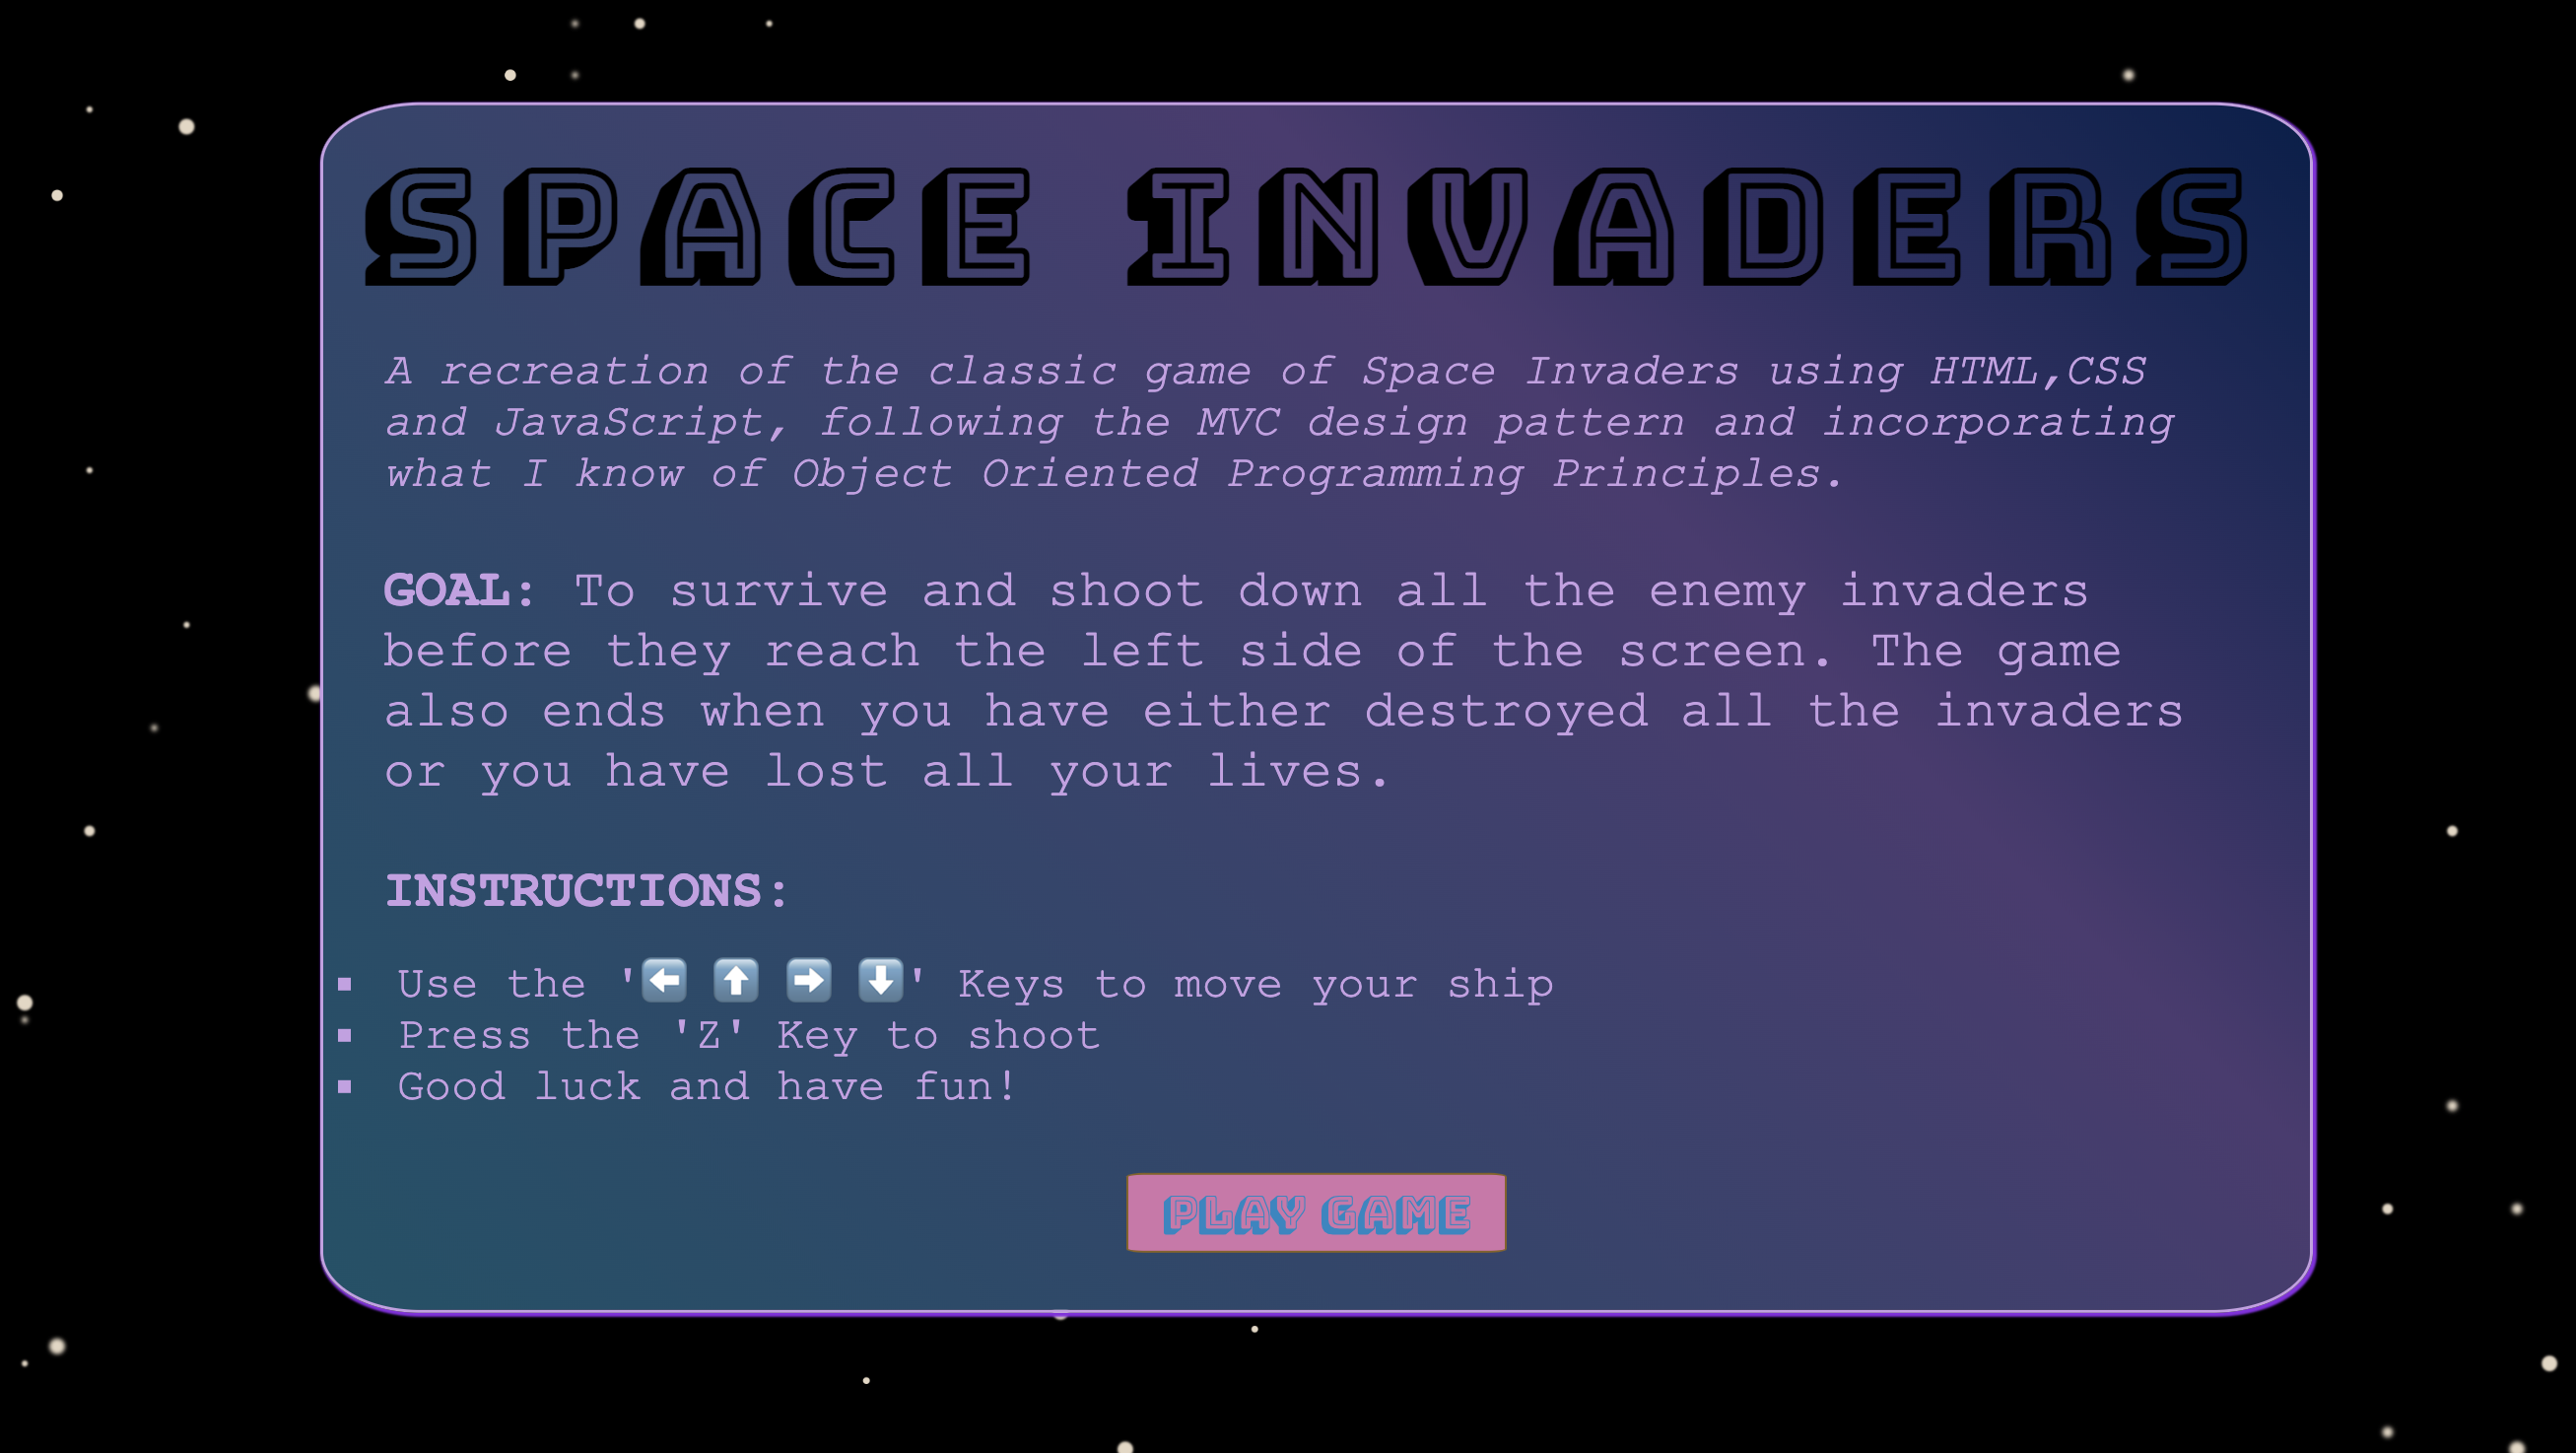 SPACE INVADERS
A recreation of the classic game of Space Invaders using HTML,CSS
and JavaScript, following the MVC design pattern and incorporating
what I know of Object Oriented Programming Principles.
GOAL: To survive and shoot down all the enemy invaders
before they reach the left side of the screen. The game
also ends when you have either destroyed all the invaders
or you have lost all your lives.
INSTRUCTIONS:
▪ Use the '⬅️ ⬆️ ➡️ ⬇️' Keys to move your ship
▪ Press the 'Z' Key to shoot
▪ Good luck and have fun!
PLAY GAME